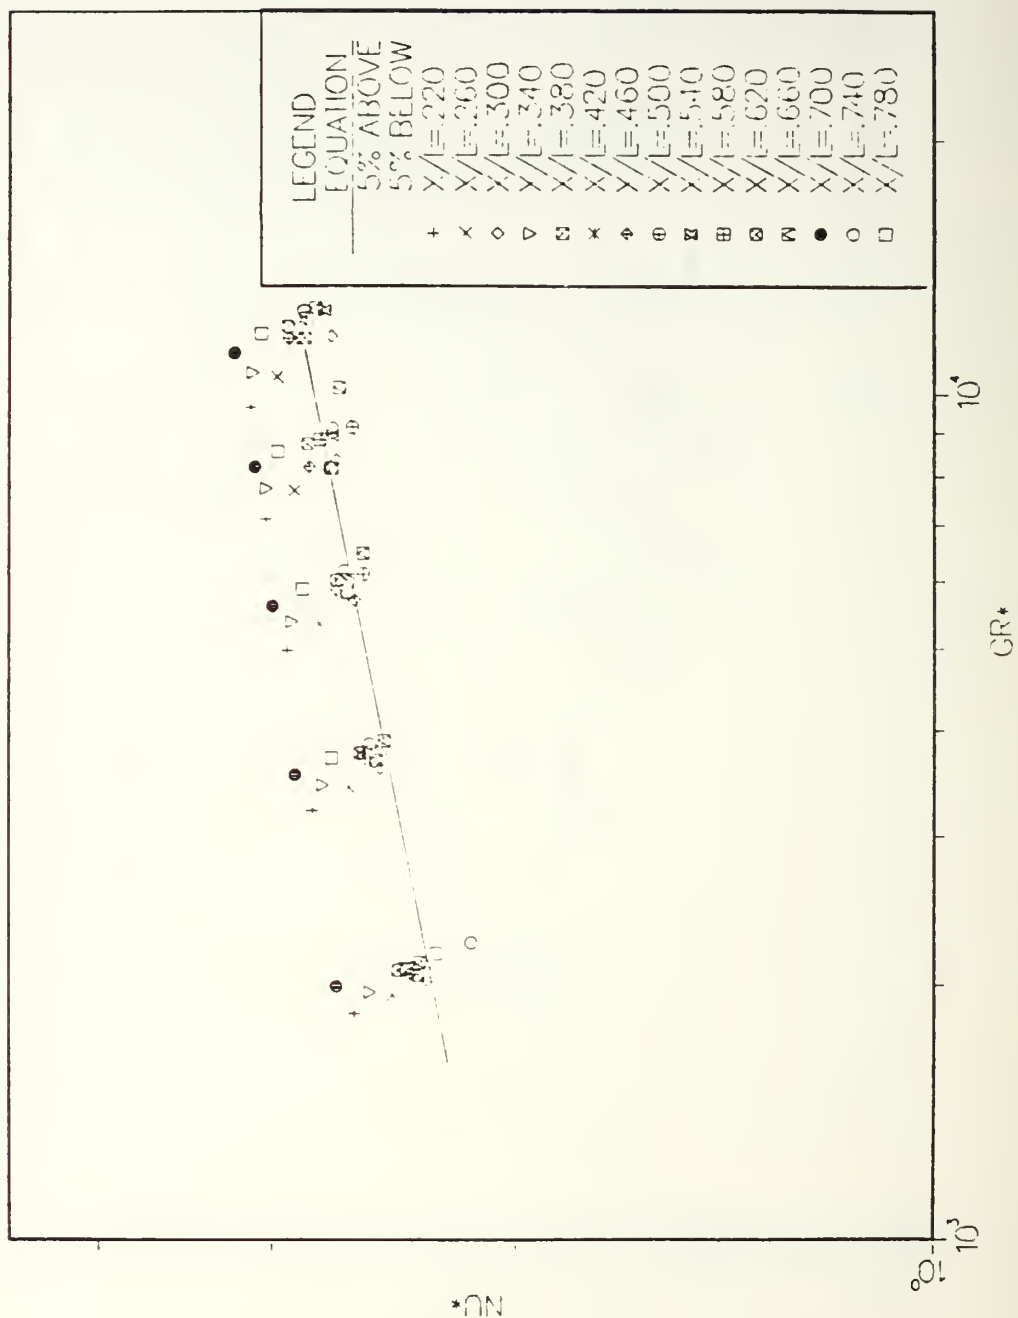 LEGEND
EQUATION
5% ABOVE
5% BELOW
X/L=.220
X/L=.260
X/L=.300
X/L=.340
X/L=.380
X/L=.420
X/L=.460
X/L=.500
X/L=.540
X/L=.580
X/L=.620
X/L=.660
X/L=.700
X/L=.740
X/L=.780
NU*
10⁰
10³
10⁴
GR*